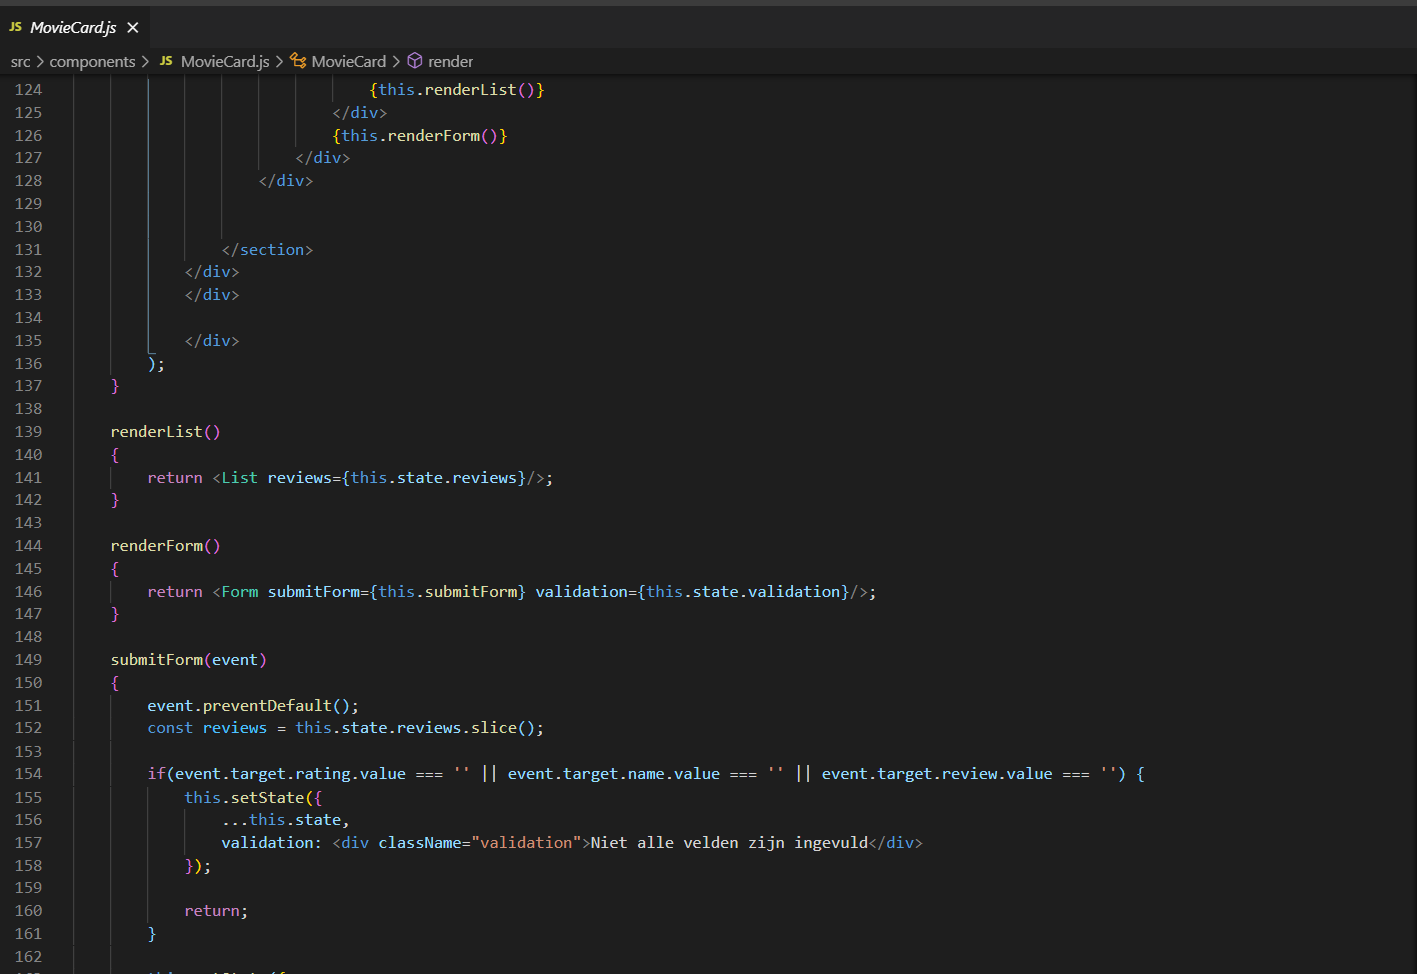 JS MovieCard.js ×
src > components > JS MovieCard.js > MovieCard > render
124 {this.renderList()}
125 </div>
126 {this.renderForm()}
127 </div>
128 </div>
129
130
131 </section>
132 </div>
133 </div>
134
135 </div>
136 );
137 }
138
139 renderList()
140 {
141 return <List reviews={this.state.reviews}/>;
142 }
143
144 renderForm()
145 {
146 return <Form submitForm={this.submitForm} validation={this.state.validation}/>;
147 }
148
149 submitForm(event)
150 {
151 event.preventDefault();
152 const reviews = this.state.reviews.slice();
153
154 if(event.target.rating.value === '' || event.target.name.value === '' || event.target.review.value === '') {
155 this.setState({
156 ...this.state,
157 validation: <div className="validation">Niet alle velden zijn ingevuld</div>
158 });
159
160 return;
161 }
162